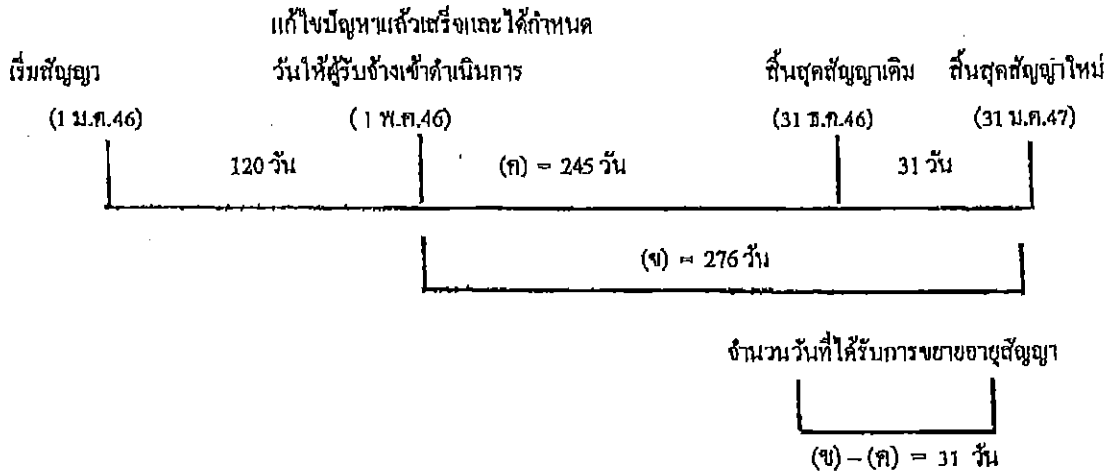 แก้ไขปัญหาแล้วเสร็จและได้กำหนด
เริ่มสัญญา วันให้ผู้รับจ้างเข้าดำเนินการ สิ้นสุดสัญญาเดิม สิ้นสุดสัญญาใหม่
(1 ม.ค.46) (1 พ.ค.46) (31 ธ.ค.46) (31 ม.ค.47)
120 วัน (ค) = 245 วัน 31 วัน
(ข) = 276 วัน
จำนวนวันที่ได้รับการขยายอายุสัญญา
(ข) – (ค) = 31 วัน